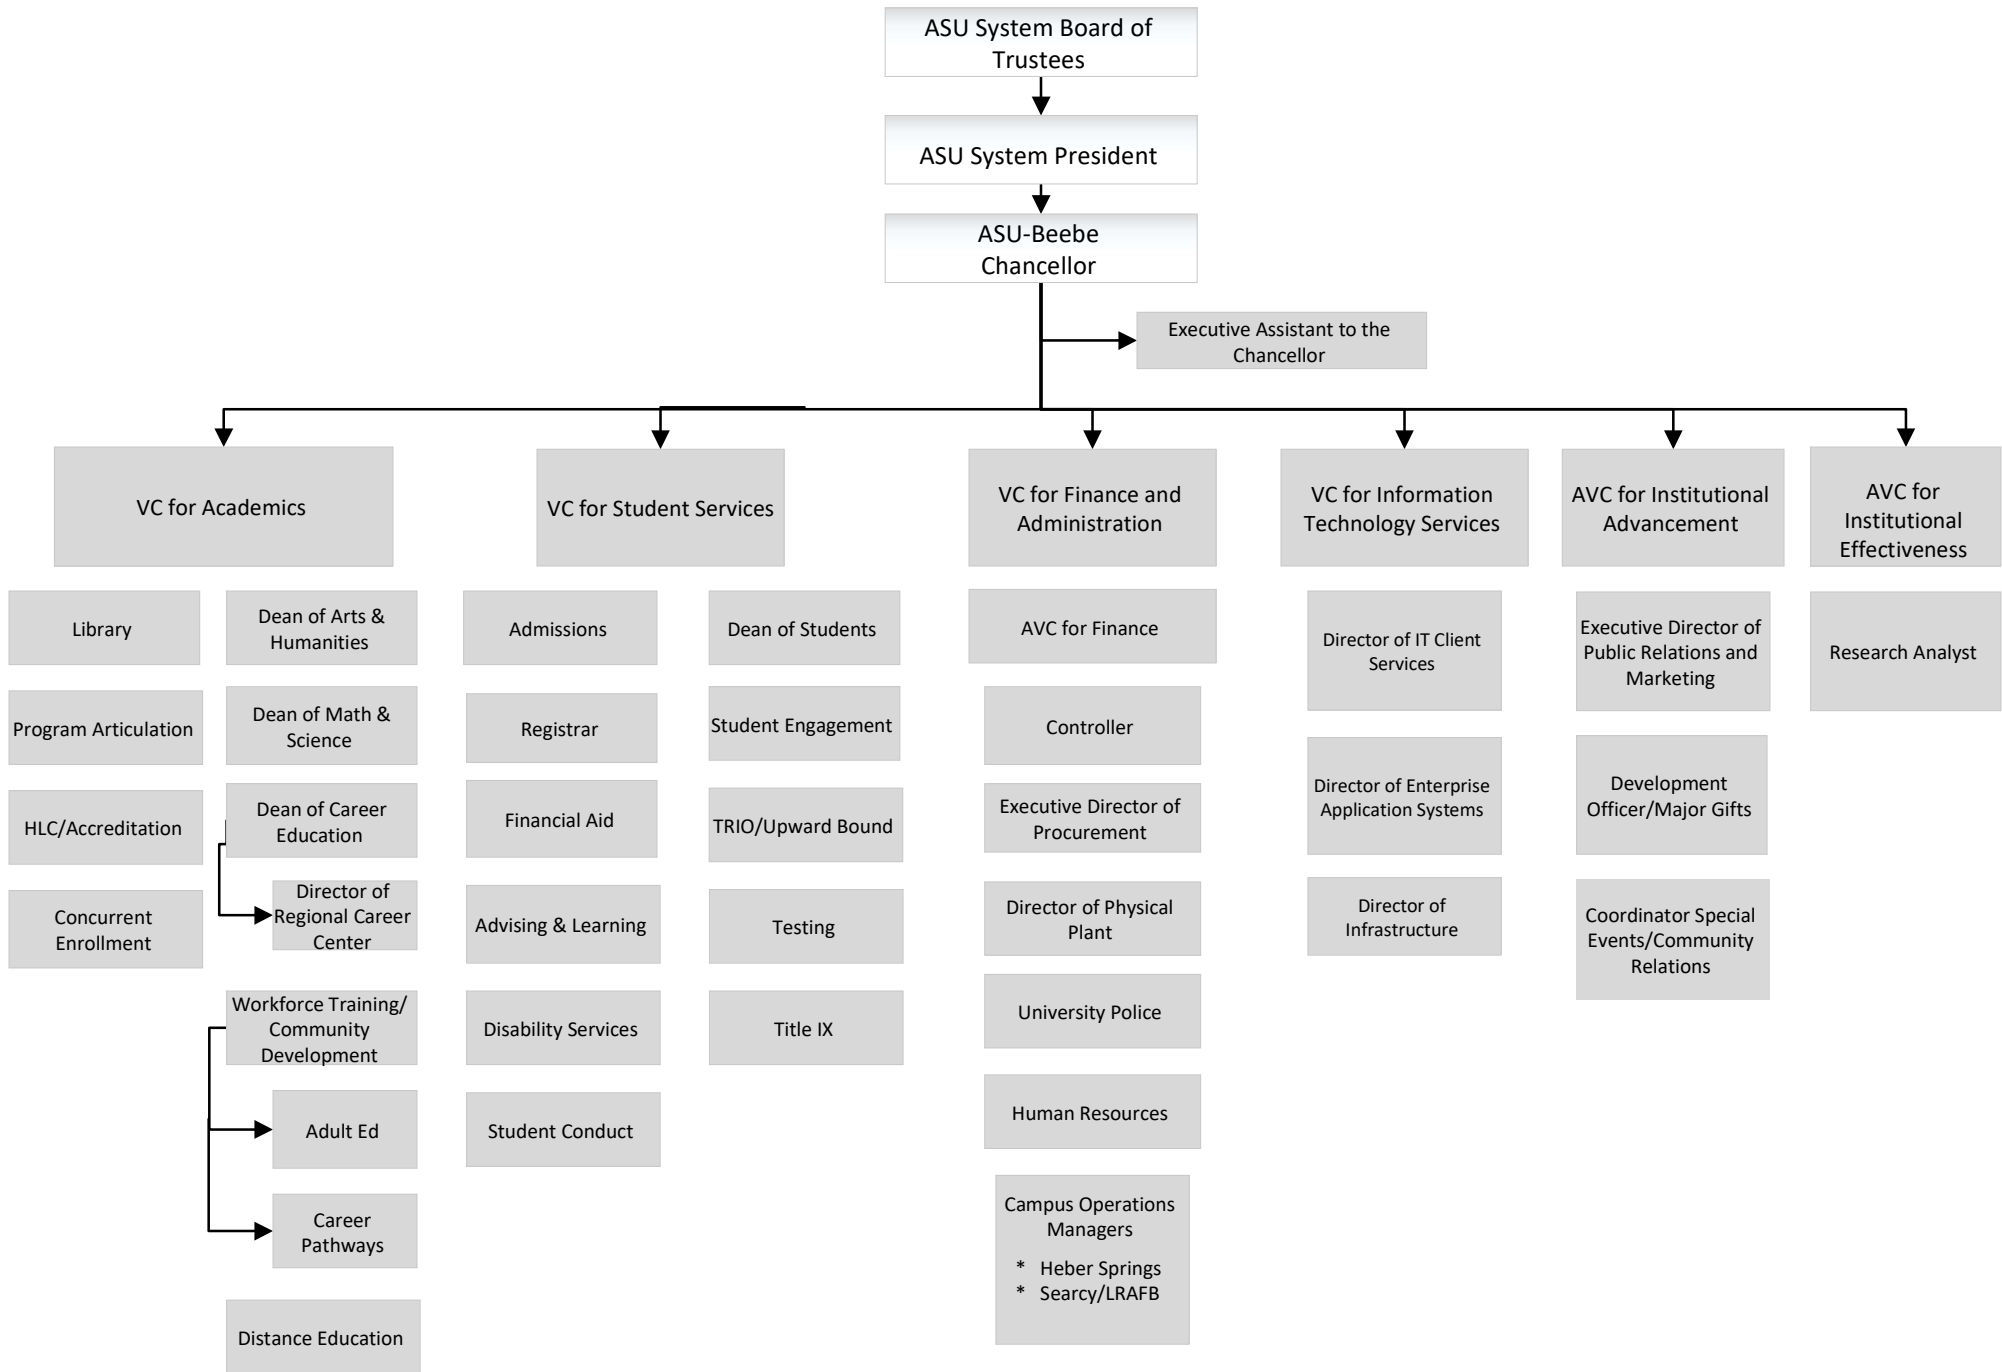 ASU System Board of
Trustees
ASU System President
ASU-Beebe
Chancellor
Executive Assistant to the
Chancellor
VC for Academics
VC for Student Services
VC for Finance and
Administration
VC for Information
Technology Services
AVC for Institutional
Advancement
AVC for
Institutional
Effectiveness
Library
Program Articulation
HLC/Accreditation
Concurrent
Enrollment
Dean of Arts &
Humanities
Dean of Math &
Science
Dean of Career
Education
Director of
Regional Career
Center
Workforce Training/
Community
Development
Adult Ed
Career
Pathways
Distance Education
Admissions
Registrar
Financial Aid
Advising & Learning
Disability Services
Student Conduct
Dean of Students
Student Engagement
TRIO/Upward Bound
Testing
Title IX
AVC for Finance
Controller
Executive Director of
Procurement
Director of Physical
Plant
University Police
Human Resources
Campus Operations
Managers
* Heber Springs
* Searcy/LRAFB
Director of IT Client
Services
Director of Enterprise
Application Systems
Director of
Infrastructure
Executive Director of
Public Relations and
Marketing
Development
Officer/Major Gifts
Coordinator Special
Events/Community
Relations
Research Analyst